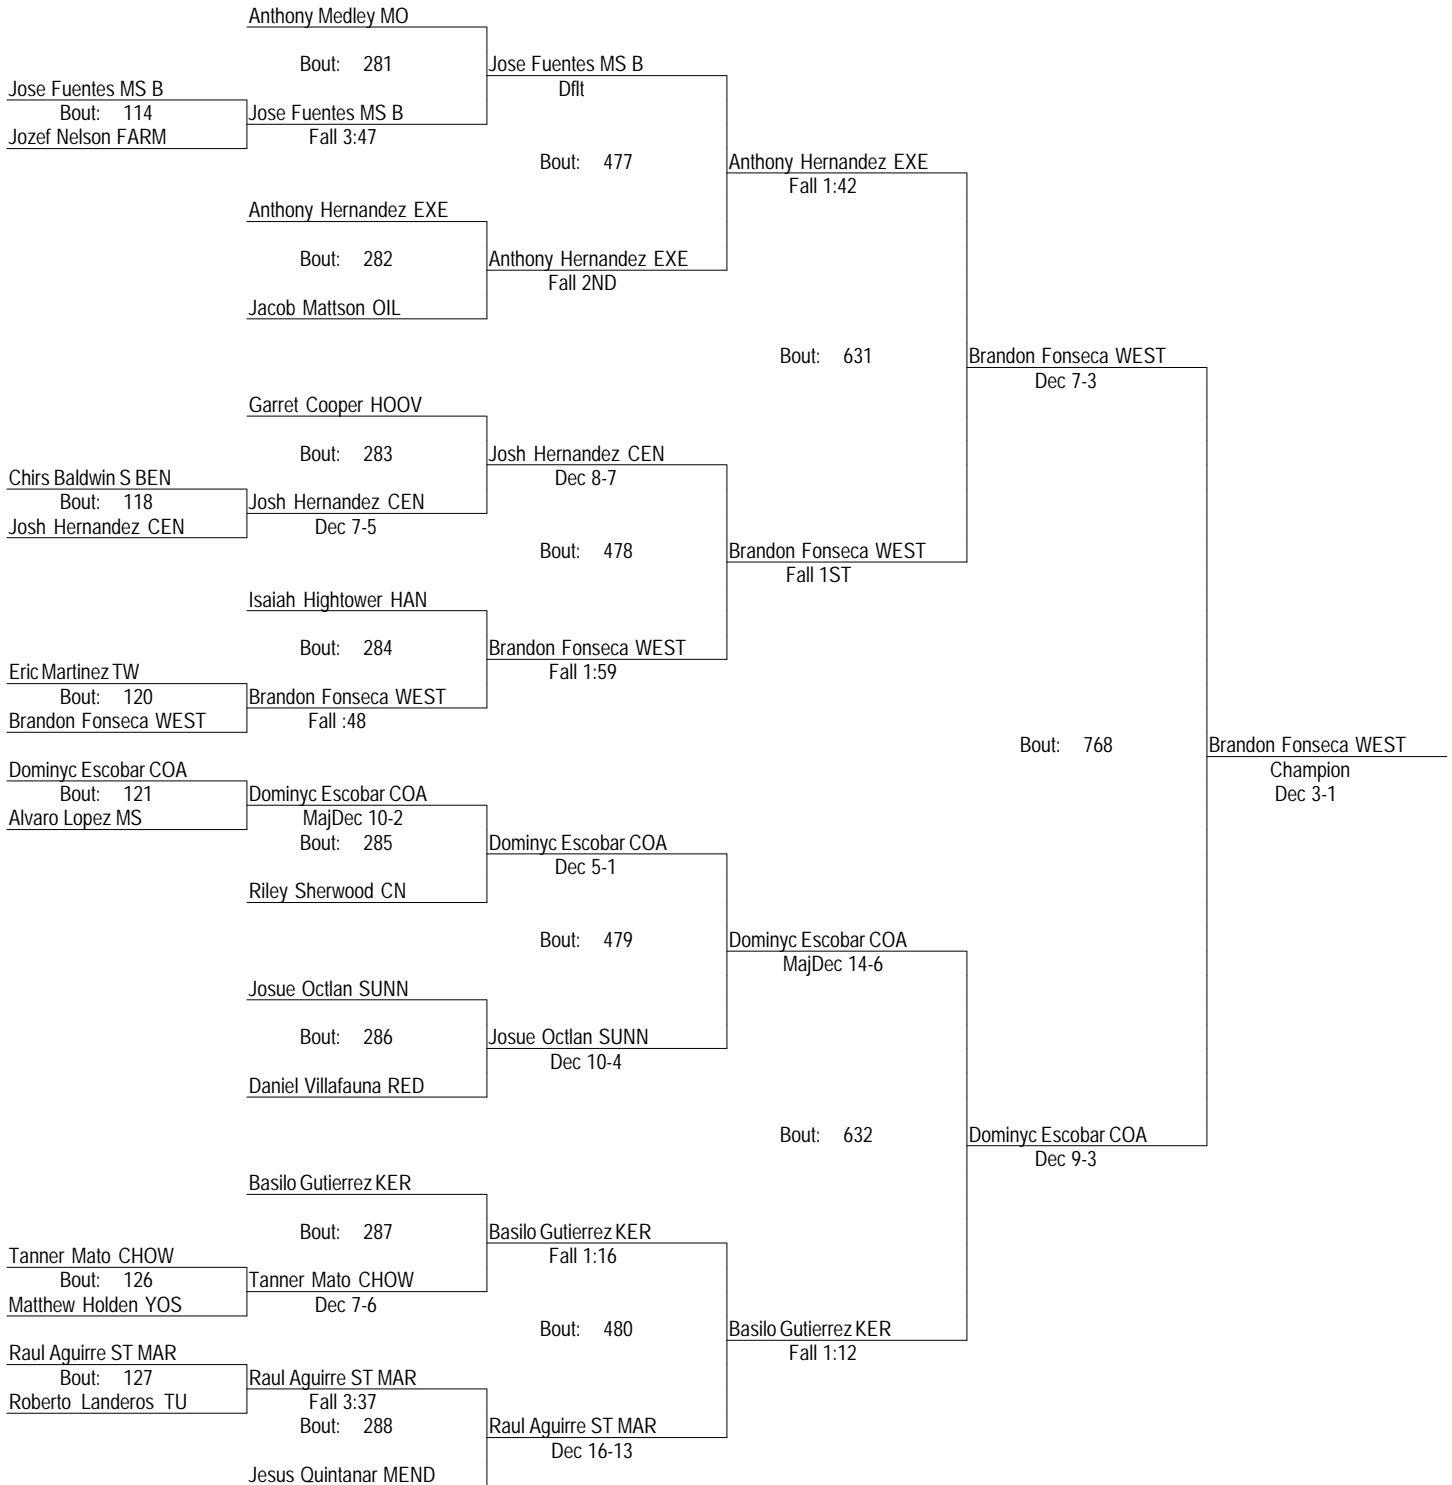 Anthony Medley MO
Bout: 281
Jose Fuentes MS B
Jose Fuentes MS B
Dflt
Bout: 114
Jose Fuentes MS B
Jozef Nelson FARM
Fall 3:47
Bout: 477
Anthony Hernandez EXE
Fall 1:42
Anthony Hernandez EXE
Bout: 282
Anthony Hernandez EXE
Fall 2ND
Jacob Mattson OIL
Bout: 631
Brandon Fonseca WEST
Dec 7-3
Garret Cooper HOOV
Bout: 283
Josh Hernandez CEN
Chirs Baldwin S BEN
Dec 8-7
Bout: 118
Josh Hernandez CEN
Josh Hernandez CEN
Dec 7-5
Bout: 478
Brandon Fonseca WEST
Fall 1ST
Isaiah Hightower HAN
Bout: 284
Brandon Fonseca WEST
Eric Martinez TW
Fall 1:59
Bout: 120
Brandon Fonseca WEST
Brandon Fonseca WEST
Fall :48
Bout: 768
Brandon Fonseca WEST
Dominyc Escobar COA
Champion
Bout: 121
Dominyc Escobar COA
Dec 3-1
Alvaro Lopez MS
MajDec 10-2
Bout: 285
Dominyc Escobar COA
Dec 5-1
Riley Sherwood CN
Bout: 479
Dominyc Escobar COA
MajDec 14-6
Josue Octlan SUNN
Bout: 286
Josue Octlan SUNN
Dec 10-4
Daniel Villafauna RED
Bout: 632
Dominyc Escobar COA
Dec 9-3
Basilo Gutierrez KER
Bout: 287
Basilo Gutierrez KER
Tanner Mato CHOW
Fall 1:16
Bout: 126
Tanner Mato CHOW
Matthew Holden YOS
Dec 7-6
Bout: 480
Basilo Gutierrez KER
Raul Aguirre ST MAR
Fall 1:12
Bout: 127
Raul Aguirre ST MAR
Roberto Landeros TU
Fall 3:37
Bout: 288
Raul Aguirre ST MAR
Dec 16-13
Jesus Quintanar MEND